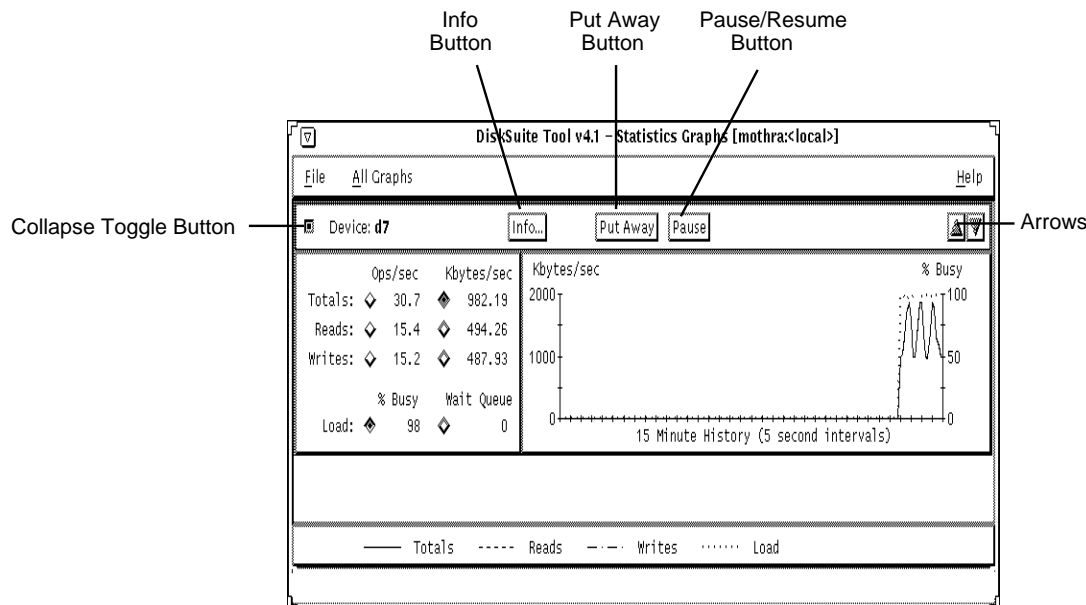 Info
Button
Put Away
Button
Pause/Resume
Button
DiskSuite Tool v4.1 – Statistics Graphs [mothra:<local>]
File All Graphs Help
Collapse Toggle Button
Device: d7 Info... Put Away Pause
Arrows
Ops/sec Kbytes/sec
Totals: 30.7 982.19
Reads: 15.4 494.26
Writes: 15.2 487.93
% Busy Wait Queue
Load: 98 0
Kbytes/sec % Busy
2000 100
1000 50
0 0
15 Minute History (5 second intervals)
Totals Reads Writes Load